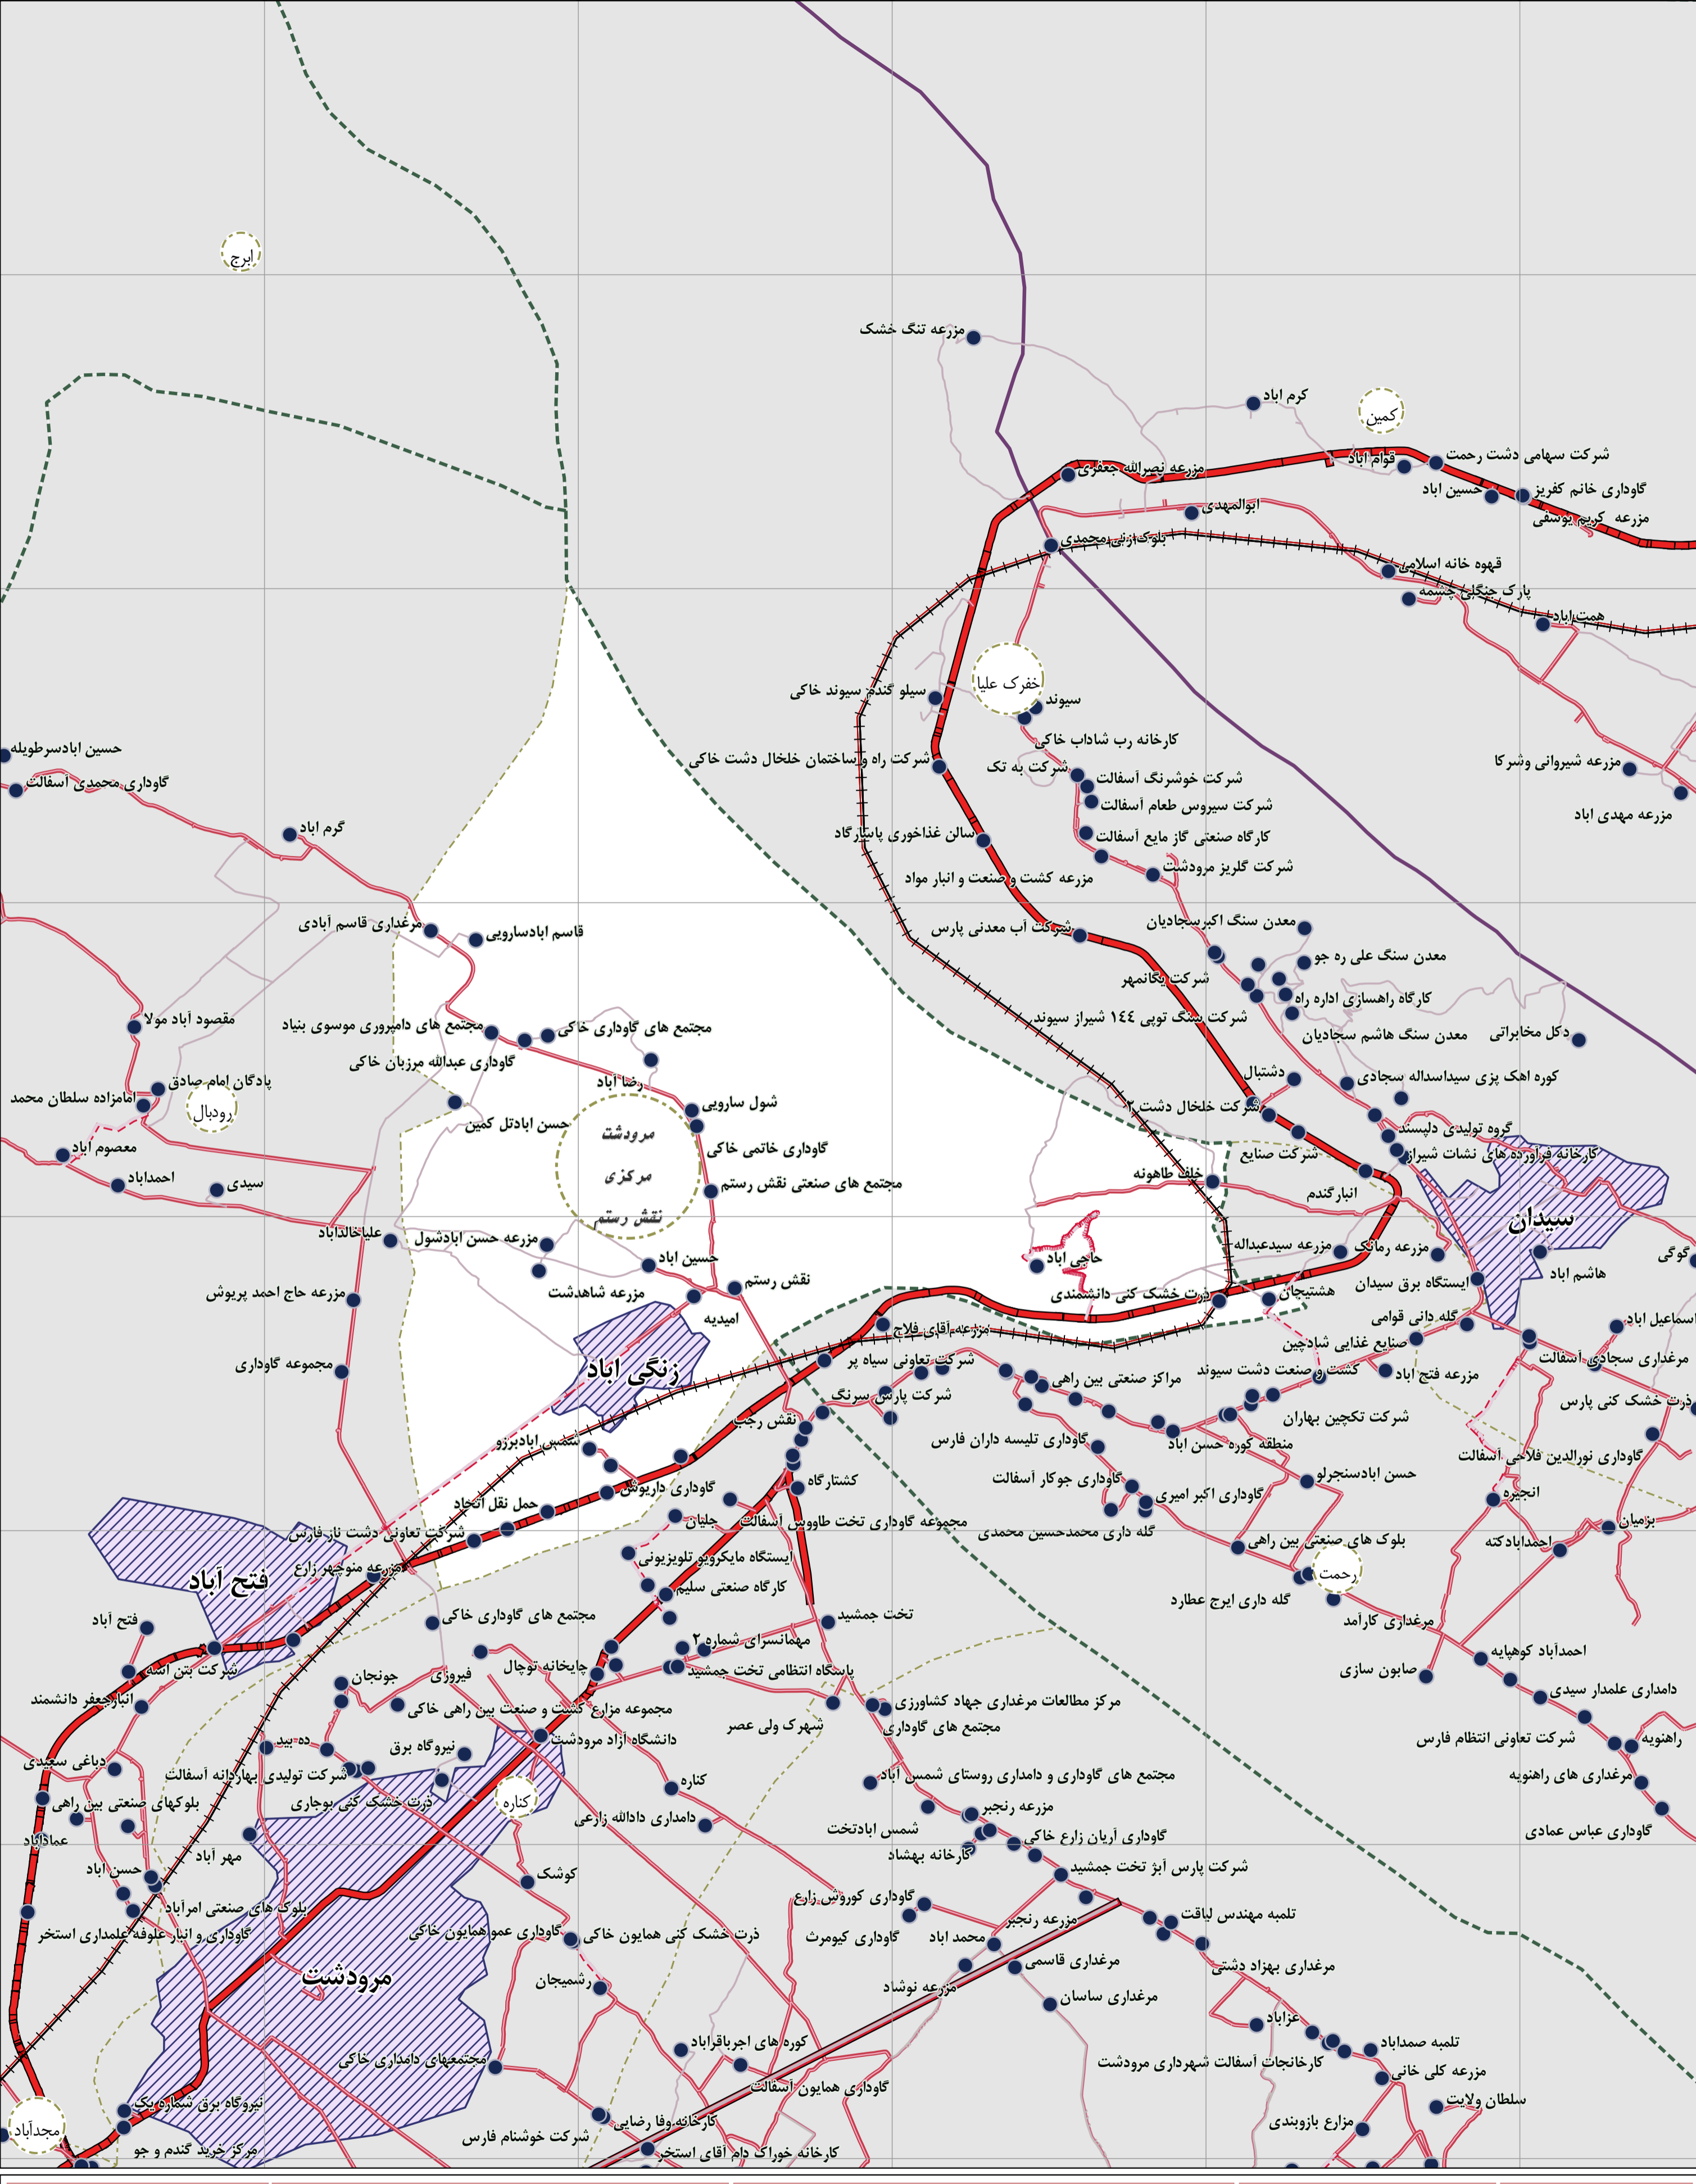 ابرج
مزرعه تنگ خشک
کرم اباد
کمین
شرکت سهامی دشت رحمت
قوام اباد
مزرعه نصرالله جعفری
حسین اباد
گاوداری خانم کفریز
مزرعه کریم یوسفی
ابوالمهدی
بلوک‌زنی محمدی
قهوه خانه اسلامی
پارک جنگلی چشمه
همت اباد
خفرک علیا
سیلو گندم سیوند خاکی
سیوند
کارخانه رب شاداب خاکی
حسین ابادسرطویله
شرکت راه و ساختمان خلخال دشت خاکی
شرکت به تک
شرکت خوشرنگ آسفالت
مزرعه شیروانی وشرکا
گاوداری محمدی آسفالت
شرکت سیروس طعام آسفالت
مزرعه مهدی اباد
گرم اباد
سالن غذاخوری پاسارگاد
کارگاه صنعتی گاز مایع آسفالت
شرکت گلریز مرودشت
مزرعه کشت و صنعت و انبار مواد
مرغداری قاسم آبادی
قاسم ابادسارویی
شرکت آب معدنی پارس
معدن سنگ اکبرسجادیان
معدن سنگ علی ره جو
شرکت یگانمهر
کارگاه راهسازی اداره راه
مقصود آباد مولا
مجتمع های دامپروری موسوی بنیاد
مجتمع های گاوداری خاکی
شرکت سنگ توپی ١٤٤ شیراز سیوند
معدن سنگ هاشم سجادیان
دکل مخابراتی
گاوداری عبدالله مرزبان خاکی
رضا آباد
دشتبال
کوره اهک پزی سیداسداله سجادی
پادگان امام صادق
امامزاده سلطان محمد
رودبال
شول سارویی
شرکت خلخال دشت ۲
حسن ابادتل کمین
مرودشت
مرکزی
نقش رستم
گروه تولیدی دلپسند
معصوم آباد
گاوداری خاتمی خاکی
شرکت صنایع
کارخانه فرآورده های نشات شیراز
احمداباد
سیدی
مجتمع های صنعتی نقش رستم
خلف طاهونه
انبارگندم
سیدان
علیاخالداباد
مزرعه حسن ابادشول
حسین اباد
حاجی اباد
مزرعه سیدعبداله
مزرعه رمانک
گوگی
هاشم اباد
مزرعه حاج احمد پریوش
مزرعه شاهدشت
نقش رستم
امیدیه
ذرت خشک کنی دانشمندی
هشتیجان
ایستگاه برق سیدان
گله دانی قوامی
اسماعیل اباد
مزرعه آقای فلاح
صنایع غذایی شادچین
مجموعه گاوداری
زنگی اباد
شرکت تعاونی سیاه پر
مراکز صنعتی بین راهی
کشت و صنعت دشت سیوند
مزرعه فتح اباد
مرغداری سجادی آسفالت
نقش رجب
شرکت پارس سرنگ
شرکت تکچین بهاران
ذرت خشک کنی پارس
شمس ابادبرزو
گاوداری تلیسه داران فارس
منطقه کوره حسن اباد
گاوداری نورالدین فلاحی آسفالت
گاوداری داریوش
کشتارگاه
گاوداری جوکار آسفالت
حسن ابادسنجرلو
حمل نقل اتحاد
گاوداری اکبر امیری
انجیره
شرکت تعاونی دشت ناز فارس
جلیان
مجموعه گاوداری تخت طاووس آسفالت
گله داری محمدحسین محمدی
بلوک های صنعتی بین راهی
احمدابادکته
بزمیان
مزرعه منوچهر زارع
ایستگاه مایکرویو تلویزیونی
رحمت
فتح آباد
کارگاه صنعتی سلیم
گله داری ایرج عطارد
فتح آباد
مجتمع های گاوداری خاکی
تخت جمشید
مرغداری کارآمد
مهمانسرای شماره ۲
احمدآباد کوهپایه
شرکت بتن آسه
جونجان
فیروزی
چایخانه توچال
پاسگاه انتظامی تخت جمشید
صابون سازی
انبارجعفر دانشمند
مجموعه مزارع کشت و صنعت بین راهی خاکی
شهرک ولی عصر
مرکز مطالعات مرغداری جهاد کشاورزی
مجتمع های گاوداری
دامداری علمدار سیدی
ده بید
نیروگاه برق
دانشگاه آزاد مرودشت
شرکت تعاونی انتظام فارس
راهنویه
دباغی سعیدی
شرکت تولیدی بهاردانه آسفالت
کناره
مجتمع های گاوداری و دامداری روستای شمس آباد
مرغداری های راهنویه
بلوکهای صنعتی بین راهی
ذرت خشک کنی بوجاری
کناره
دامداری دادالله زارعی
مزرعه رنجبر
شمس ابادتخت
گاوداری عباس عمادی
عماداباد
مهر آباد
کارخانه بهشاد
گاوداری آریان زارع خاکی
حسن اباد
کوشک
شرکت پارس آبژ تخت جمشید
بلوک های صنعتی امرآباد
گاوداری کوروش زارع
مزرعه رنجبر
تلمبه مهندس لیاقت
گاوداری و انبار علوفه علمداری استخر
گاوداری عمو همایون خاکی
ذرت خشک کنی همایون خاکی
گاوداری کیومرث
محمد اباد
مرودشت
رشمیجان
مرغداری قاسمی
مرغداری بهزاد دشتی
مزرعه نوشاد
مرغداری ساسان
عزاباد
مجتمعهای دامداری خاکی
کوره های اجرباقراباد
تلمبه صمداباد
کارخانجات آسفالت شهرداری مرودشت
مزرعه کلی خانی
گاوداری همایون آسفالت
نیروگاه برق شماره یک
سلطان ولایت
مجدآباد
کارخانه وفا رضایی
مزارع بازوبندی
مرکز خرید گندم و جو
شرکت خوشنام فارس
کارخانه خوراک دام آقای استخر